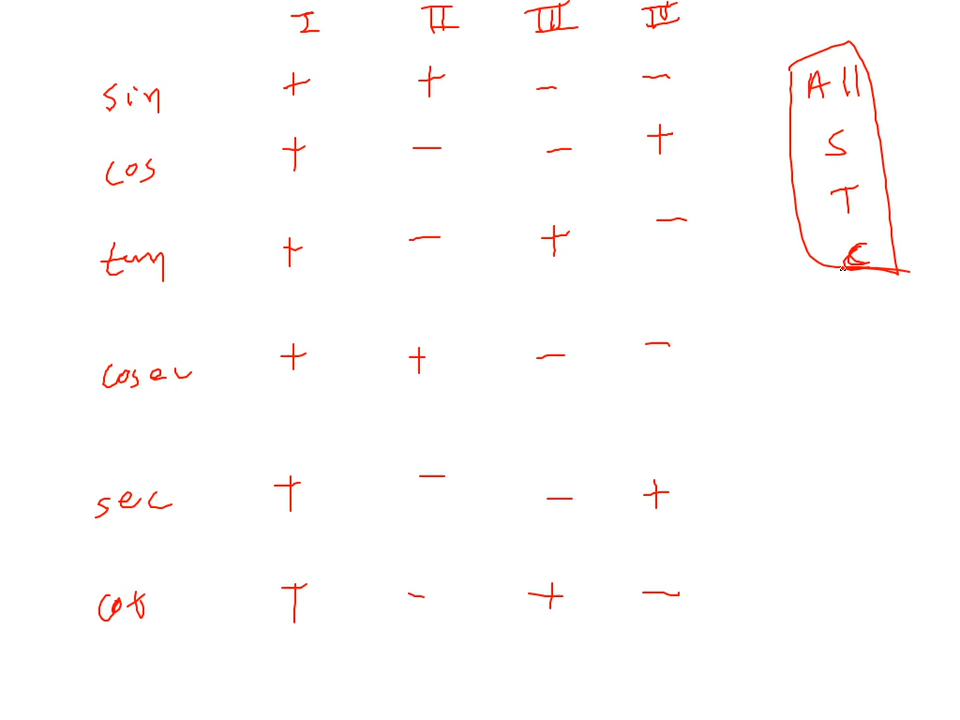 I II III IV
sin + + - - All
cos + - - + S
tan + - + - T
C
cosec + + - -
sec + - - +
cot + - + -